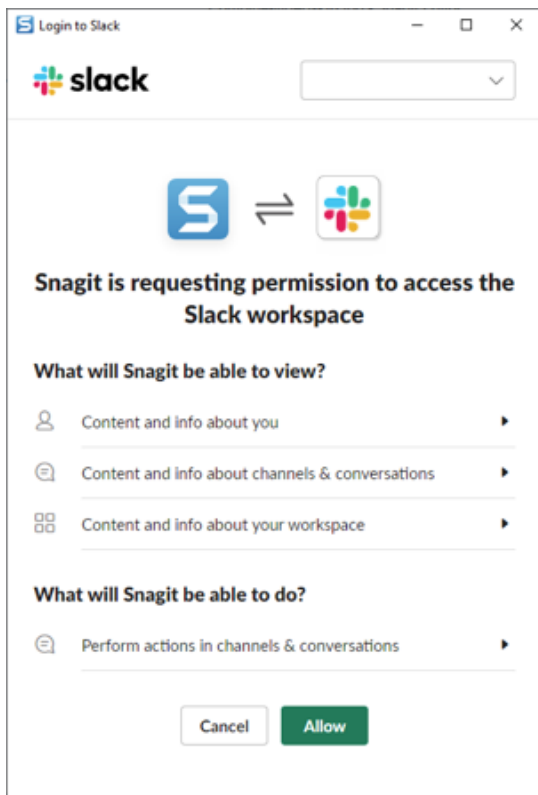 Login to Slack
slack
Snagit is requesting permission to access the
Slack workspace
What will Snagit be able to view?
Content and info about you
Content and info about channels & conversations
Content and info about your workspace
What will Snagit be able to do?
Perform actions in channels & conversations
Cancel
Allow